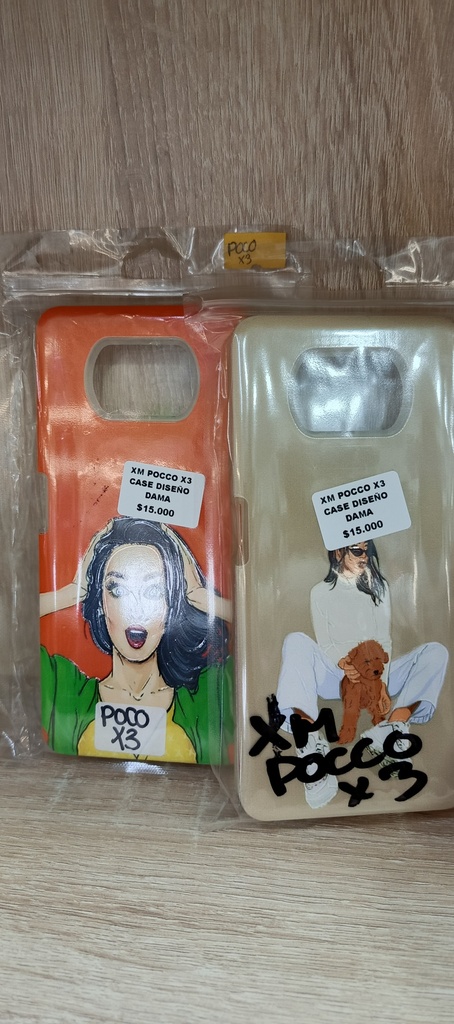 POCO
X3
XM POCCO X3
CASE DISEÑO
DAMA
$15.000
POCO
X3
XM POCCO X3
CASE DISEÑO
DAMA
$15.000
XM
POCCO
X3